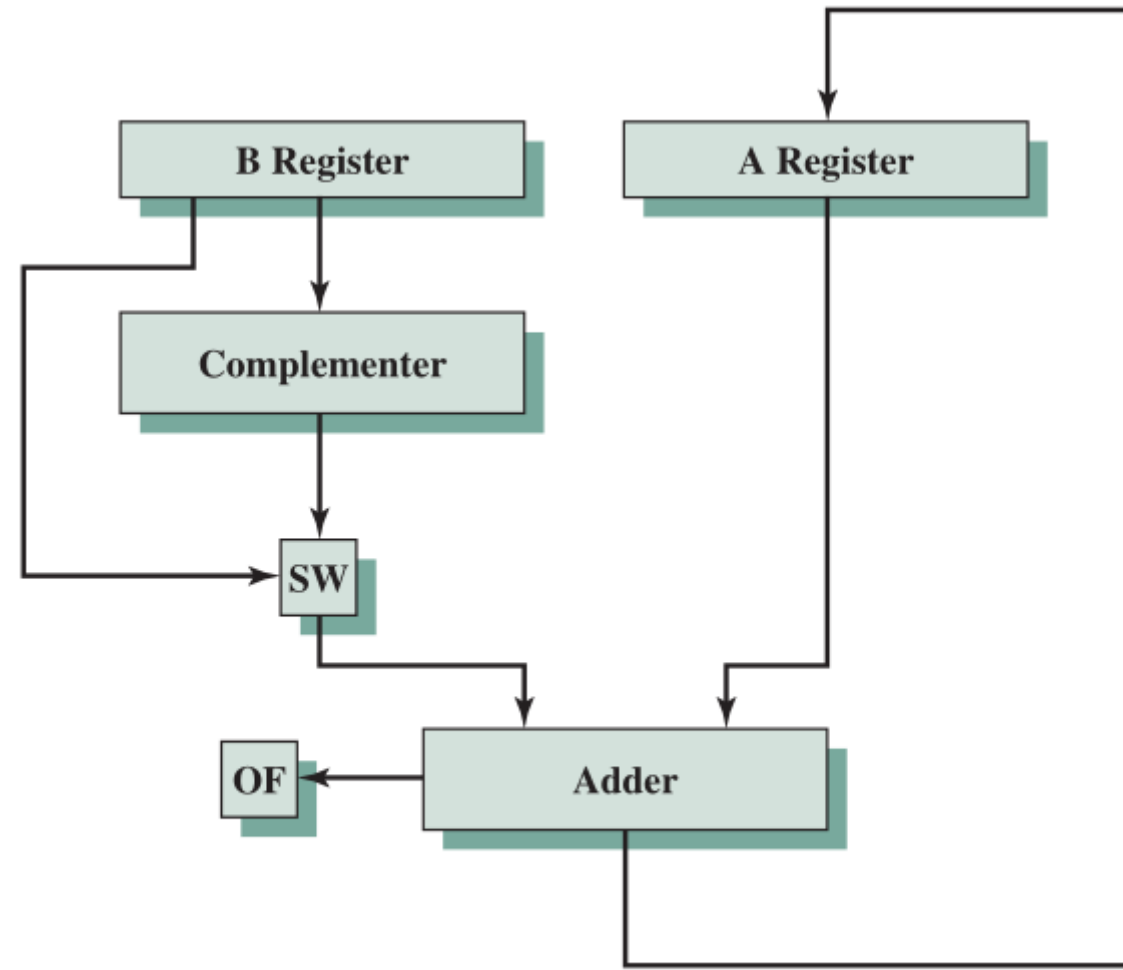 B Register
A Register
Complementer
SW
OF
Adder